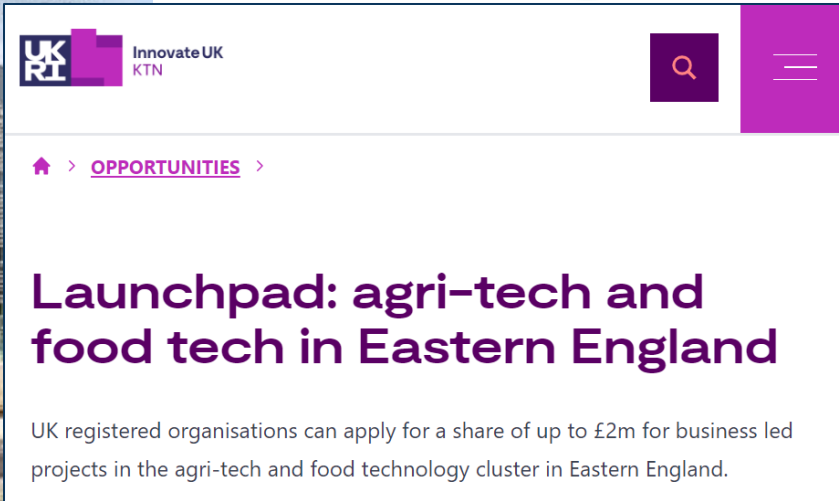 UK
RI
Innovate UK
KTN
> OPPORTUNITIES >
Launchpad: agri-tech and
food tech in Eastern England
UK registered organisations can apply for a share of up to £2m for business led
projects in the agri-tech and food technology cluster in Eastern England.